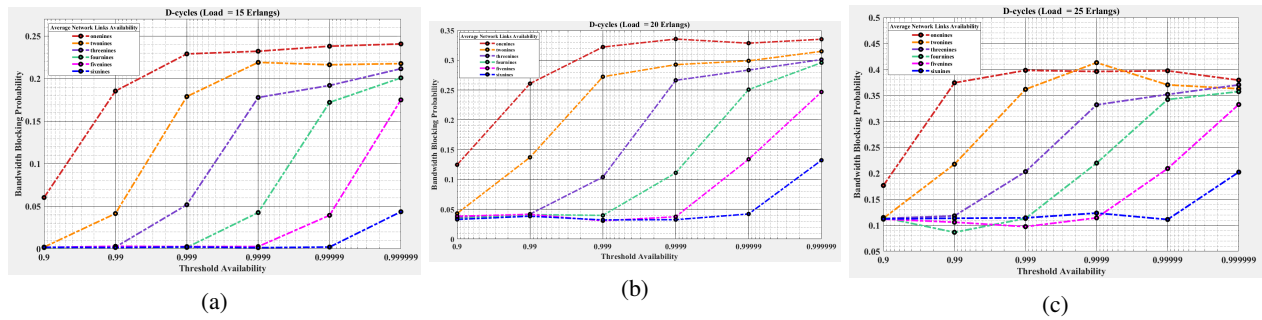 D-cycles (Load = 15 Erlangs)
Average Network Links Availability
onenines
twonines
threenines
fournines
fivenines
sixnines
Bandwidth Blocking Probability
0.25
0.2
0.15
0.1
0.05
0
0.9
0.99
0.999
0.9999
0.99999
0.999999
Threshold Availability
(a)
D-cycles (Load = 20 Erlangs)
Average Network Links Availability
onenines
twonines
threenines
fournines
fivenines
sixnines
Bandwidth Blocking Probability
0.35
0.3
0.25
0.2
0.15
0.1
0.05
0
0.9
0.99
0.999
0.9999
0.99999
0.999999
Threshold Availability
(b)
D-cycles (Load = 25 Erlangs)
Average Network Links Availability
onenines
twonines
threenines
fournines
fivenines
sixnines
Bandwidth Blocking Probability
0.5
0.45
0.4
0.35
0.3
0.25
0.2
0.15
0.1
0.05
0.9
0.99
0.999
0.9999
0.99999
0.999999
Threshold Availability
(c)